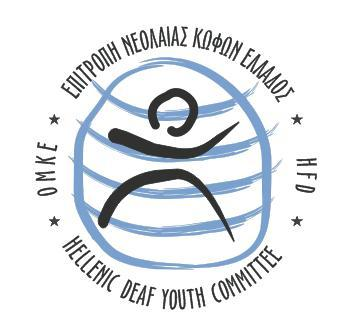 ΕΠΙΤΡΟΠΗ ΝΕΟΛΑΙΑΣ ΚΩΦΩΝ ΕΛΛΑΔΟΣ
ΟΜΚΕ
HFD
HELLENIC DEAF YOUTH COMMITTEE